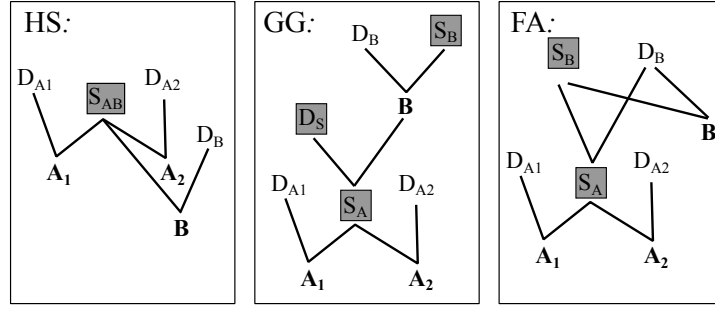 HS:
D_A1
S_AB
D_A2
D_B
A_1
A_2
B
GG:
D_B
S_B
B
D_S
D_A1
S_A
D_A2
A_1
A_2
FA:
S_B
D_B
B
D_A1
S_A
D_A2
A_1
A_2